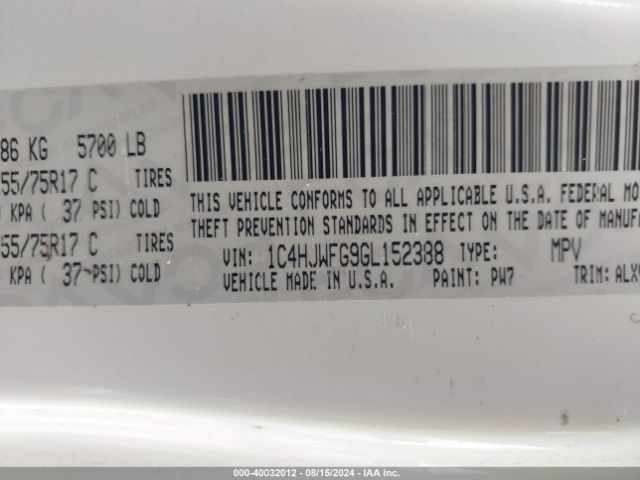 86 KG 5700 LB
55/75R17 C TIRES
KPA ( 37 PSI) COLD
55/75R17 C TIRES
KPA ( 37 PSI) COLD
THIS VEHICLE CONFORMS TO ALL APPLICABLE U.S.A. FEDERAL MO
THEFT PREVENTION STANDARDS IN EFFECT ON THE DATE OF MANUF
VIN: 1C4HJWFG9GL152388 TYPE: MPV
VEHICLE MADE IN U.S.A. PAINT: PW7 TRIM: ALX
000-40032012 - 08/15/2024 - IAA Inc.